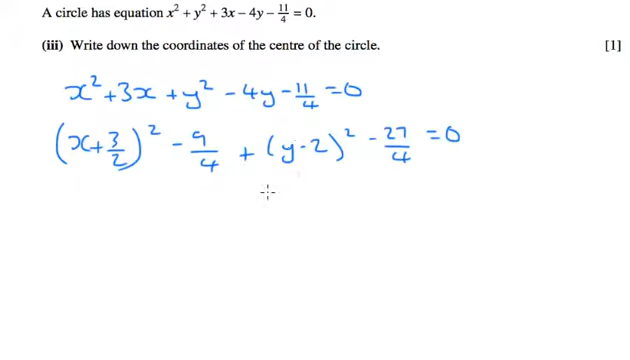 A circle has equation x² + y² + 3x − 4y − 11/4 = 0.
(iii) Write down the coordinates of the centre of the circle. [1]
x² + 3x + y² − 4y − 11/4 = 0
(x + 3/2)² − 9/4 + (y − 2)² − 27/4 = 0